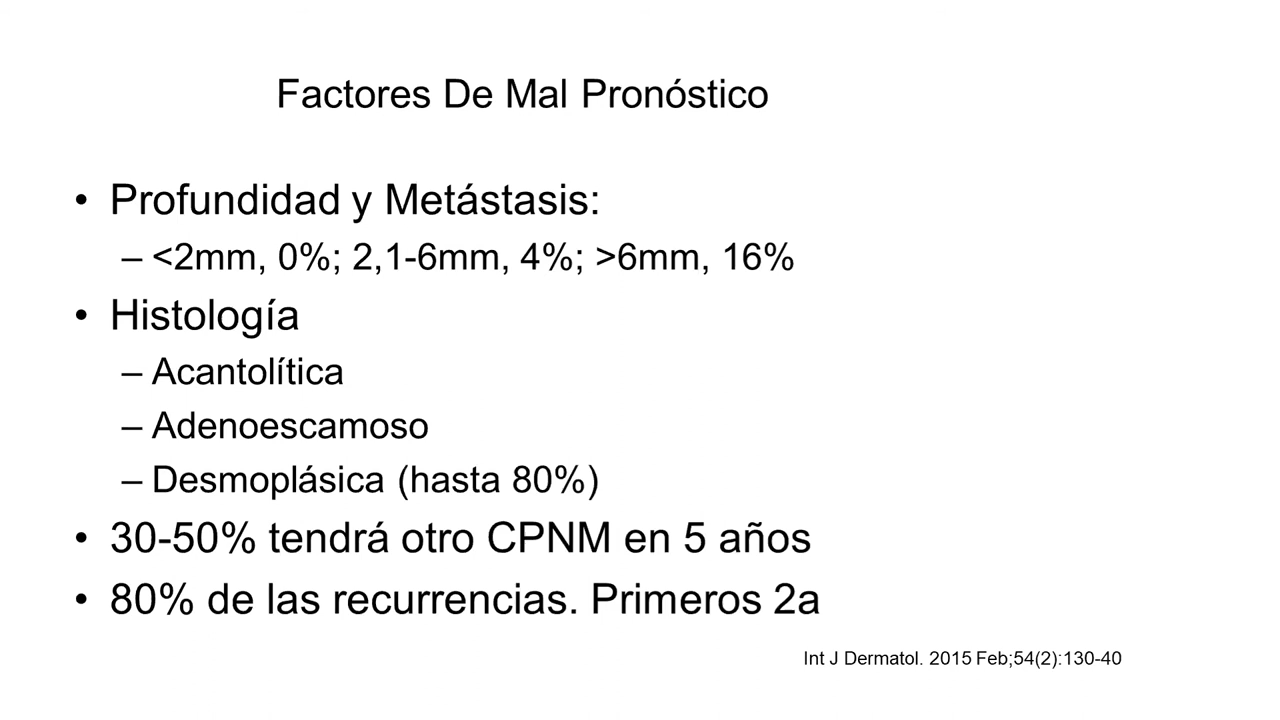 Factores De Mal Pronóstico
• Profundidad y Metástasis:
– <2mm, 0%; 2,1-6mm, 4%; >6mm, 16%
• Histología
– Acantolítica
– Adenoescamoso
– Desmoplásica (hasta 80%)
• 30-50% tendrá otro CPNM en 5 años
• 80% de las recurrencias. Primeros 2a
Int J Dermatol. 2015 Feb;54(2):130-40